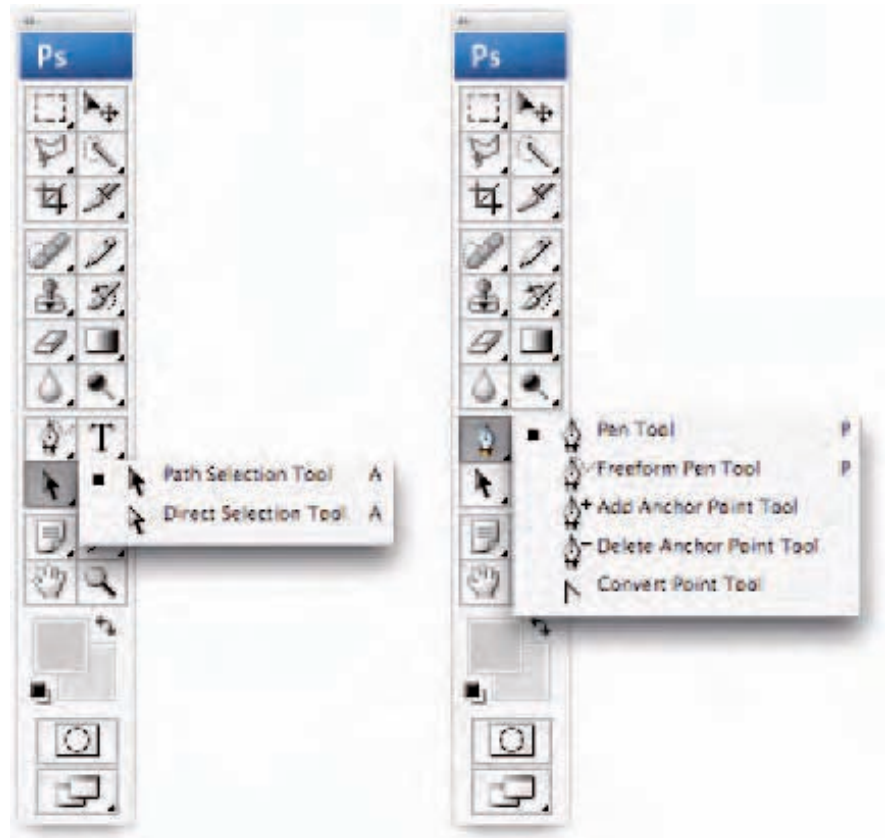 Ps
Path Selection Tool A
Direct Selection Tool A
Ps
T
Pen Tool P
Freeform Pen Tool P
Add Anchor Point Tool
Delete Anchor Point Tool
Convert Point Tool